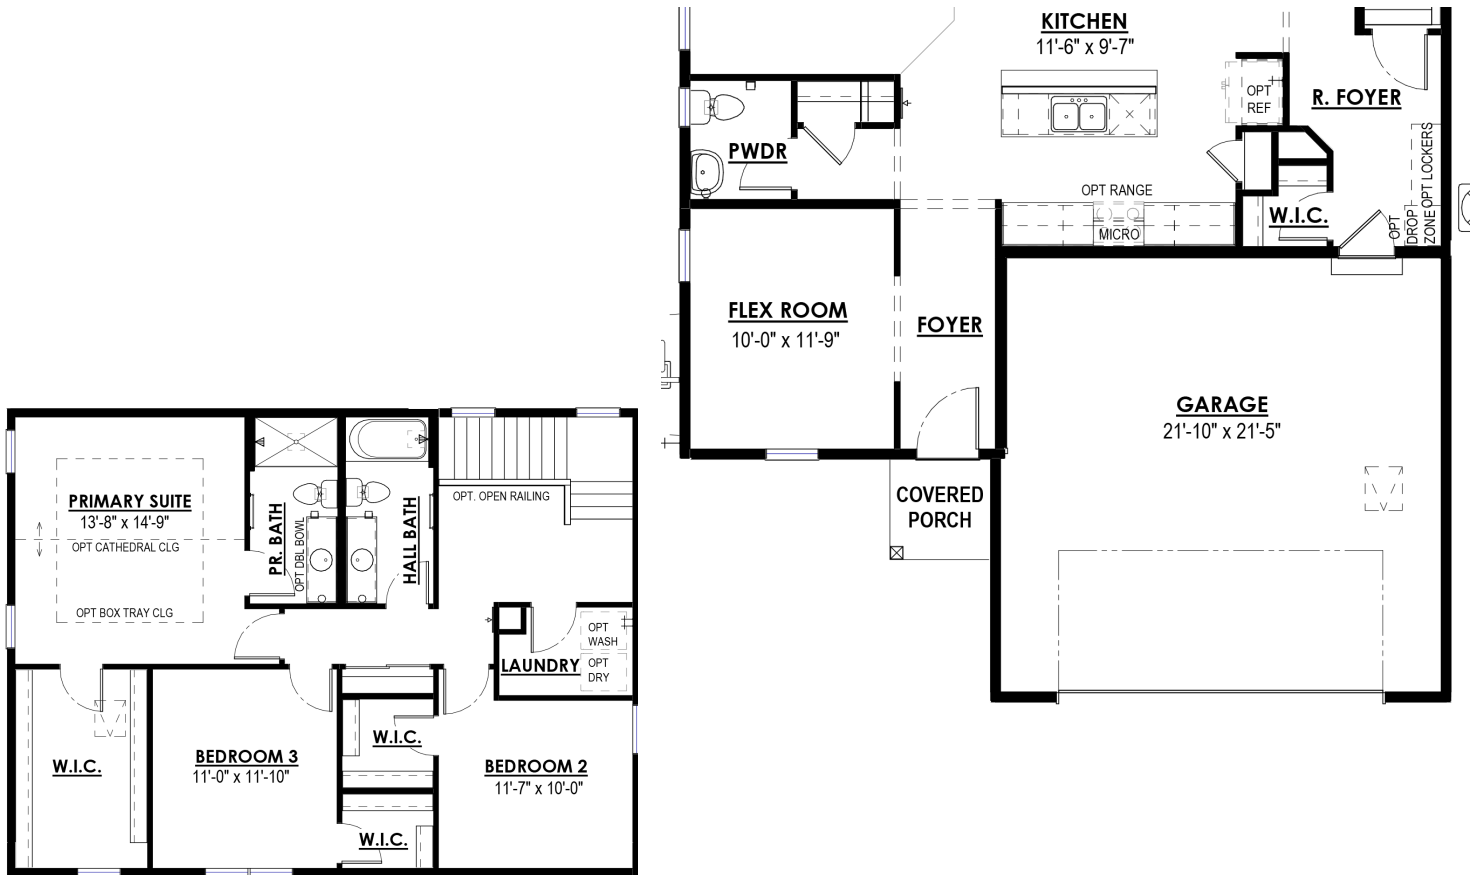 KITCHEN
11'-6" x 9'-7"
OPT
REF
R. FOYER
PWDR
OPT RANGE
MICRO
W.I.C.
OPT
DROP
ZONE
OPT LOCKERS
FLEX ROOM
10'-0" x 11'-9"
FOYER
GARAGE
21'-10" x 21'-5"
COVERED
PORCH
PRIMARY SUITE
13'-8" x 14'-9"
OPT CATHEDRAL CLG
OPT BOX TRAY CLG
PR. BATH
OPT DBL BOWL
HALL BATH
OPT. OPEN RAILING
LAUNDRY
OPT
WASH
OPT
DRY
W.I.C.
BEDROOM 3
11'-0" x 11'-10"
W.I.C.
BEDROOM 2
11'-7" x 10'-0"
W.I.C.